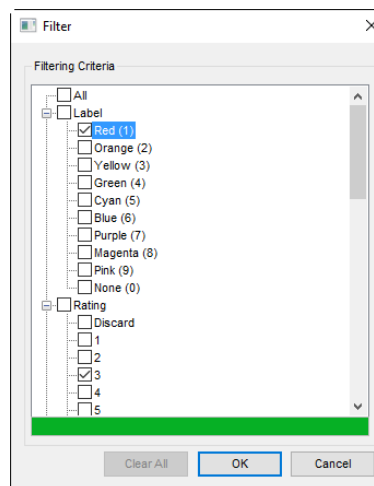 Filter
Filtering Criteria
All
Label
Red (1)
Orange (2)
Yellow (3)
Green (4)
Cyan (5)
Blue (6)
Purple (7)
Magenta (8)
Pink (9)
None (0)
Rating
Discard
1
2
3
4
5
Clear All OK Cancel